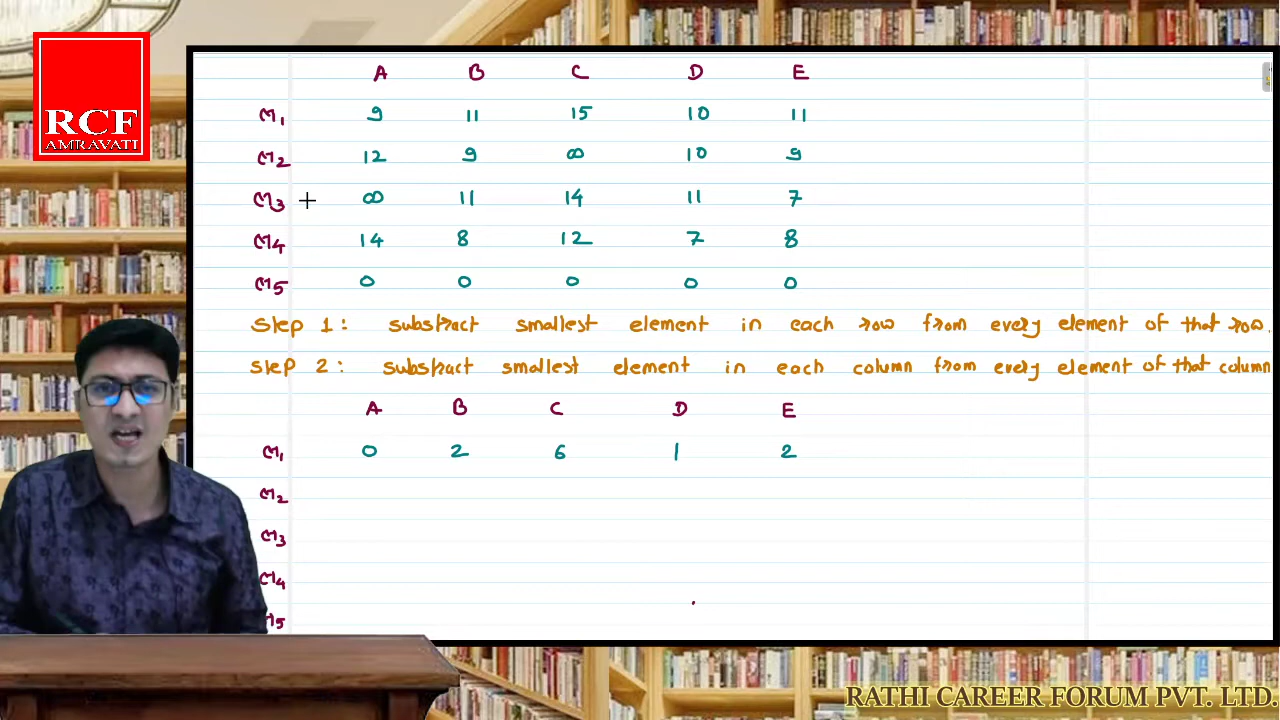 RCF
AMRAVATI
A B C D E
M1 9 11 15 10 11
M2 12 9 ∞ 10 9
M3 ∞ 11 14 11 7
M4 14 8 12 7 8
M5 0 0 0 0 0
Step 1: substract smallest element in each row from every element of that row.
Step 2: substract smallest element in each column from every element of that column
A B C D E
M1 0 2 6 1 2
M2
M3
M4
M5
RATHI CAREER FORUM PVT. LTD.